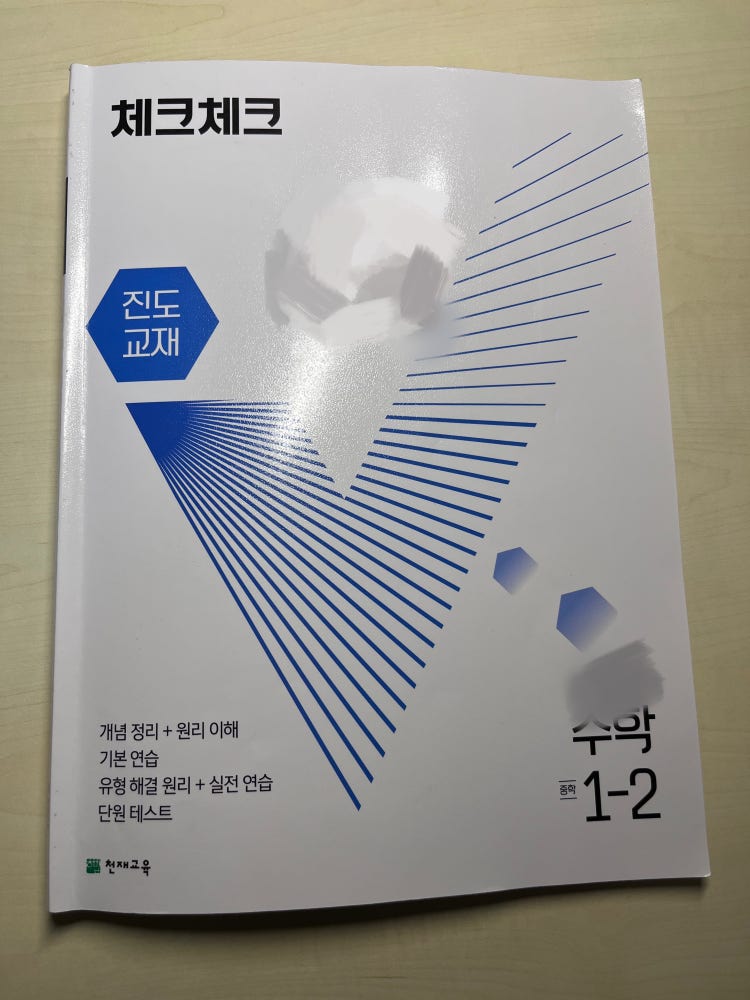 체크체크
진도
교재
개념 정리 + 원리 이해
기본 연습
유형 해결 원리 + 실전 연습
단원 테스트
수학
중학
1-2
천재교육